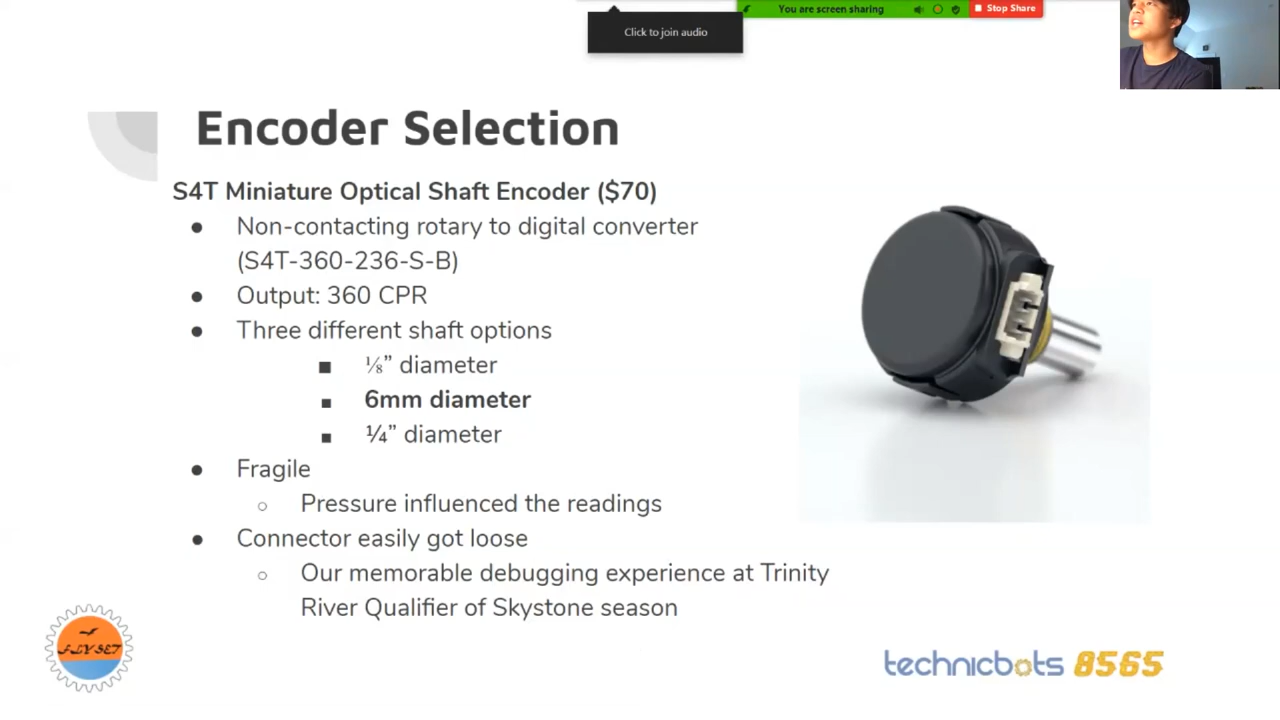 You are screen sharing
Stop Share
Click to join audio
Encoder Selection
S4T Miniature Optical Shaft Encoder ($70)
● Non-contacting rotary to digital converter
(S4T-360-236-S-B)
● Output: 360 CPR
● Three different shaft options
■ ⅛” diameter
■ 6mm diameter
■ ¼” diameter
● Fragile
○ Pressure influenced the readings
● Connector easily got loose
○ Our memorable debugging experience at Trinity
River Qualifier of Skystone season
FLYSET
technicbots 8565